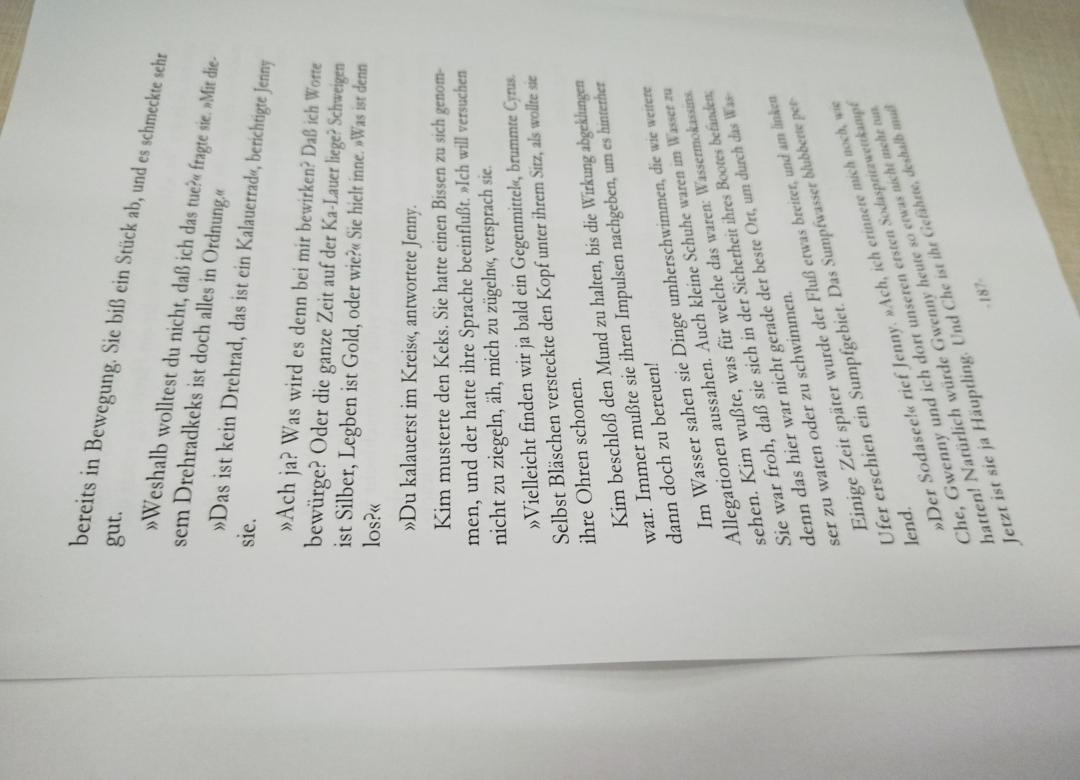 bereits in Bewegung. Sie biß ein Stück ab, und es schmeckte sehr
gut.
»Weshalb wolltest du nicht, daß ich das tue?« fragte sie. »Mit die-
sem Drehradkeks ist doch alles in Ordnung.«
»Das ist kein Drehrad, das ist ein Kalauerrad«, berichtigte Jenny
sie.
»Ach ja? Was wird es denn bei mir bewirken? Daß ich Worte
bewürge? Oder die ganze Zeit auf der Ka-Lauer liege? Schweigen
ist Silber, Legben ist Gold, oder wie?« Sie hielt inne. »Was ist denn
los?«
»Du kalauerst im Kreis«, antwortete Jenny.
Kim musterte den Keks. Sie hatte einen Bissen zu sich genom-
men, und der hatte ihre Sprache beeinflußt. »Ich will versuchen
nicht zu ziegeln, äh, mich zu zügeln«, versprach sie.
»Vielleicht finden wir ja bald ein Gegenmittel«, brummte Cyrus.
Selbst Bläschen versteckte den Kopf unter ihrem Sitz, als wollte sie
ihre Ohren schonen.
Kim beschloß den Mund zu halten, bis die Wirkung abgeklungen
war. Immer mußte sie ihren Impulsen nachgeben, um es hinterher
dann doch zu bereuen!
Im Wasser sahen sie Dinge umherschwimmen, die wie weitere
Allegationen aussahen. Auch kleine Schuhe waren im Wasser zu
sehen. Kim wußte, was für welche das waren: Wassermokassins.
Sie war froh, daß sie sich in der Sicherheit ihres Bootes befanden,
denn das hier war nicht gerade der beste Ort, um durch das Was-
ser zu waten oder zu schwimmen.
Einige Zeit später wurde der Fluß etwas breiter, und am linken
Ufer erschien ein Sumpfgebiet. Das Sumpfwasser blubberte per-
lend.
»Der Sodasee!« rief Jenny. »Ach, ich erinnere mich noch, wie
Che, Gwenny und ich dort unseren ersten Sodaspritzwettkampf
hatten! Natürlich würde Gwenny heute so etwas nicht mehr tun.
Jetzt ist sie ja Häuptling. Und Che ist ihr Gefährte, deshalb muß
· 187 ·